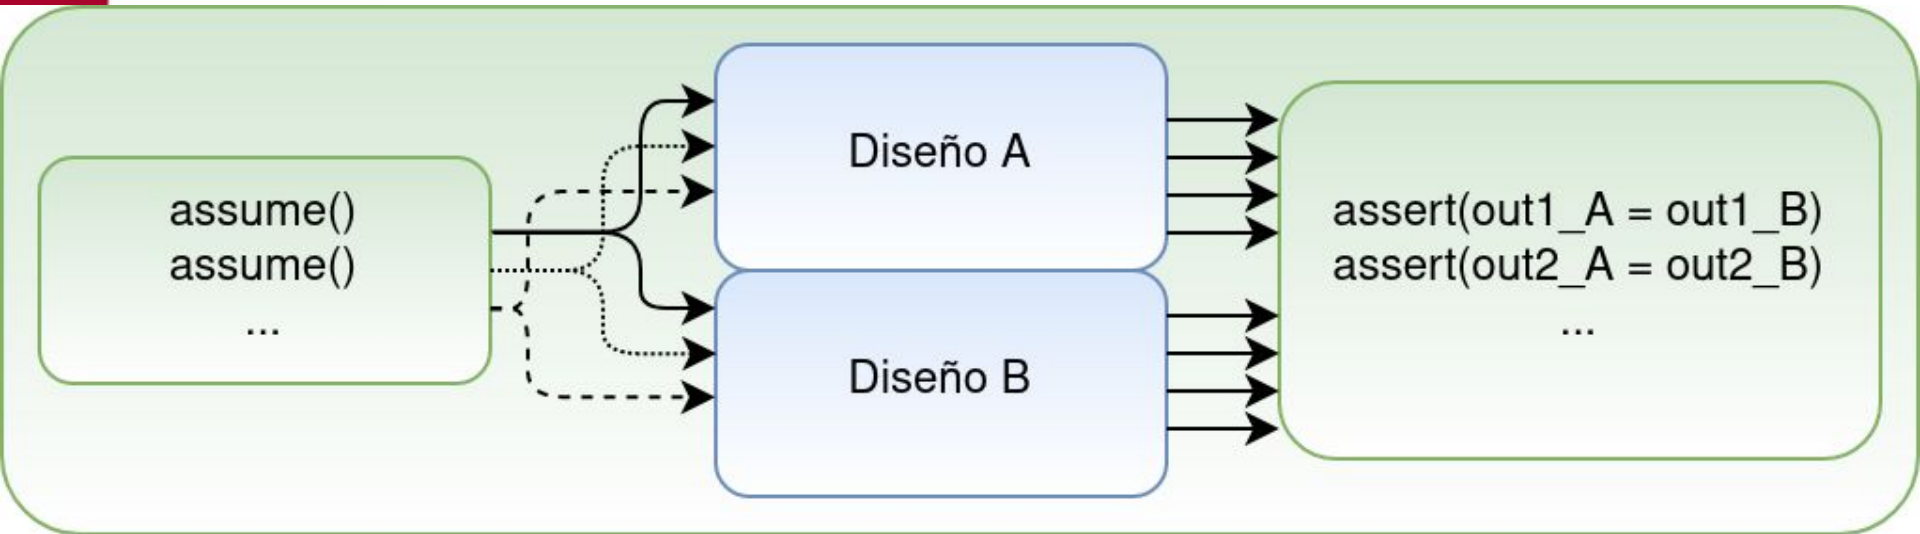 assume()
assume()
...
Diseño A
Diseño B
assert(out1_A = out1_B)
assert(out2_A = out2_B)
...